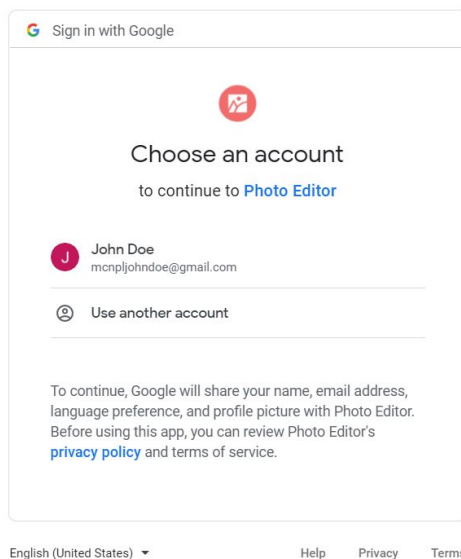 Sign in with Google
Choose an account
to continue to Photo Editor
J
John Doe
mcnpljohndoe@gmail.com
Use another account
To continue, Google will share your name, email address,
language preference, and profile picture with Photo Editor.
Before using this app, you can review Photo Editor's
privacy policy and terms of service.
English (United States) Help Privacy Terms